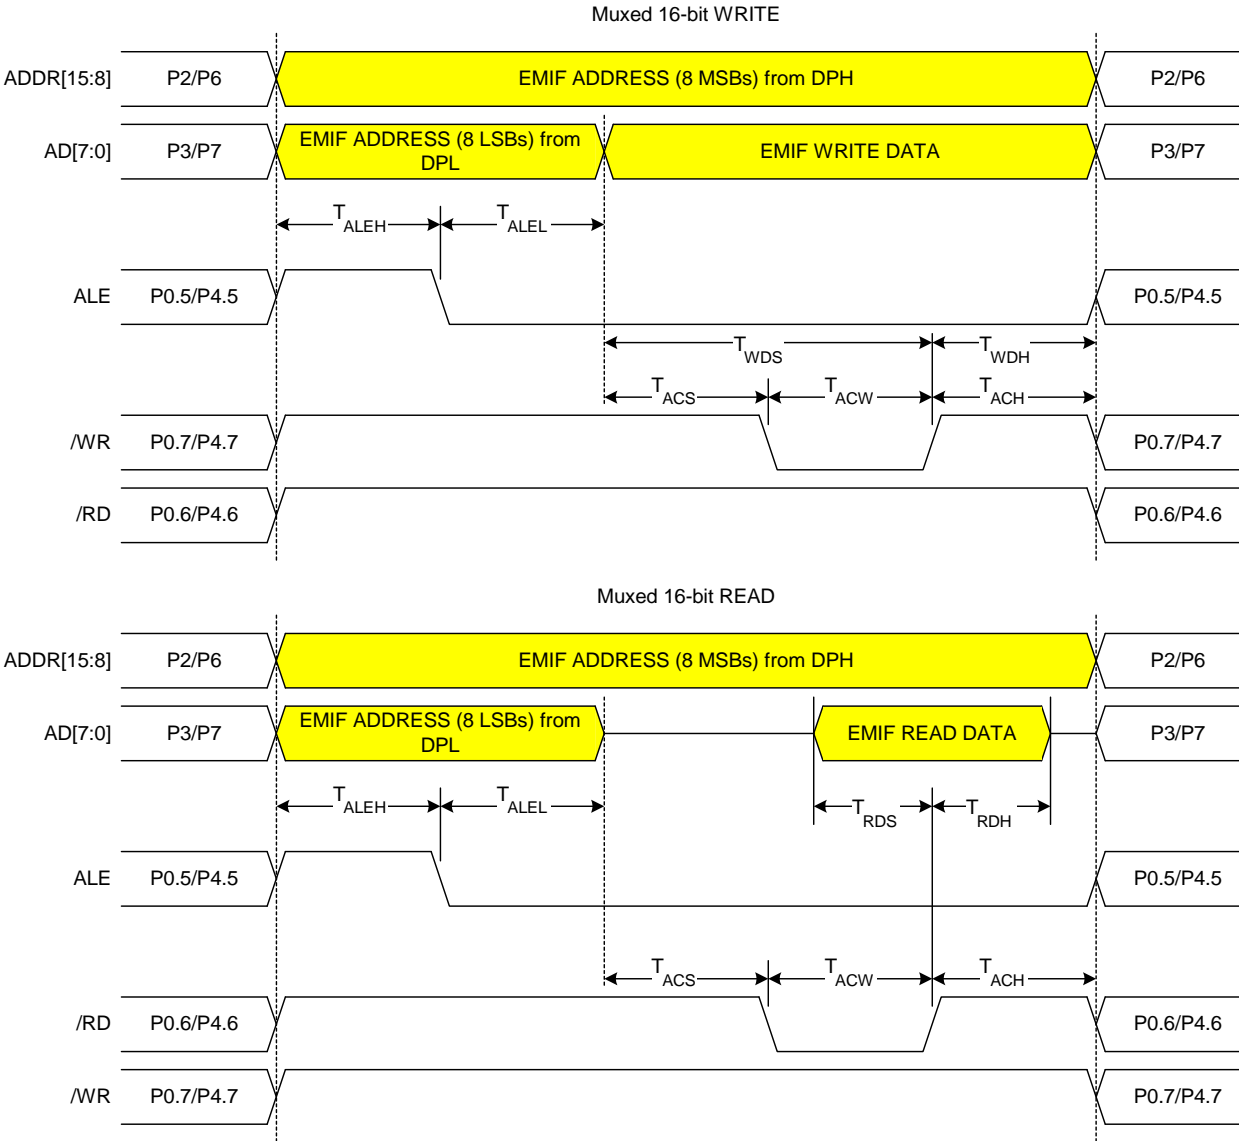 Muxed 16-bit WRITE
ADDR[15:8] P2/P6 EMIF ADDRESS (8 MSBs) from DPH P2/P6
AD[7:0] P3/P7 EMIF ADDRESS (8 LSBs) from
DPL EMIF WRITE DATA P3/P7
TALEH TALEL
ALE P0.5/P4.5 P0.5/P4.5
TWDS TWDH
TACS TACW TACH
/WR P0.7/P4.7 P0.7/P4.7
/RD P0.6/P4.6 P0.6/P4.6
Muxed 16-bit READ
ADDR[15:8] P2/P6 EMIF ADDRESS (8 MSBs) from DPH P2/P6
AD[7:0] P3/P7 EMIF ADDRESS (8 LSBs) from
DPL EMIF READ DATA P3/P7
TALEH TALEL TRDS TRDH
ALE P0.5/P4.5 P0.5/P4.5
TACS TACW TACH
/RD P0.6/P4.6 P0.6/P4.6
/WR P0.7/P4.7 P0.7/P4.7